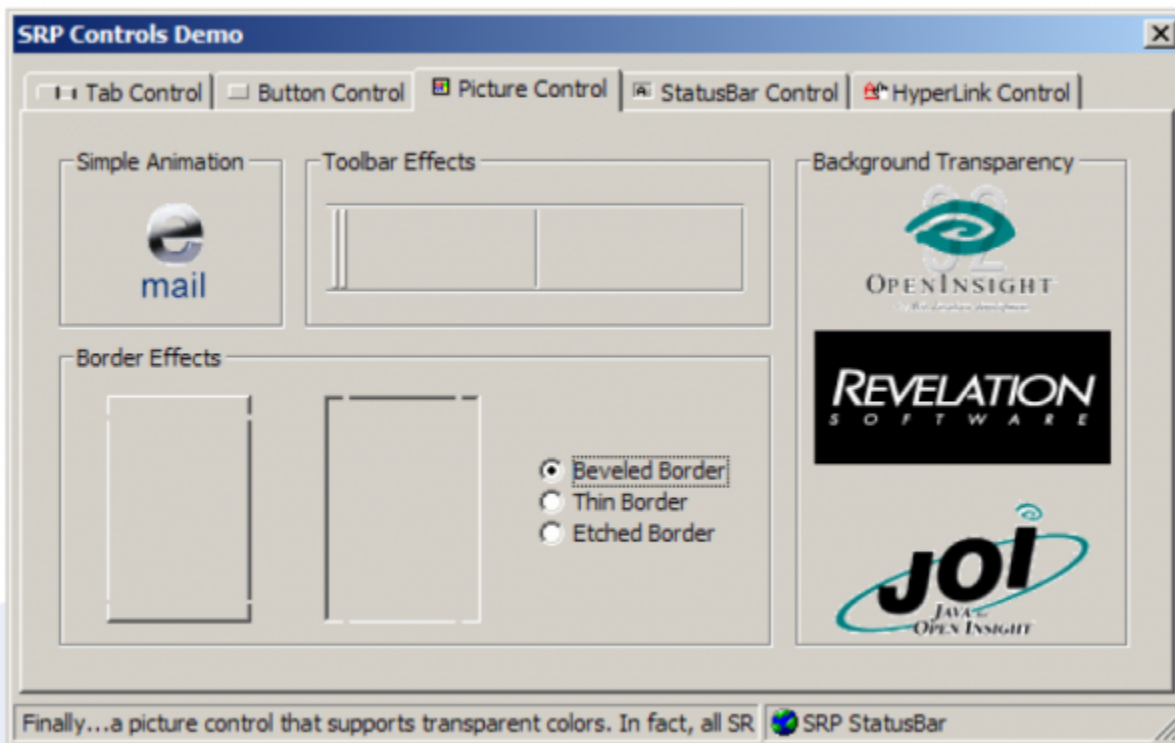 SRP Controls Demo
Tab Control
Button Control
Picture Control
StatusBar Control
HyperLink Control
Simple Animation
Toolbar Effects
Background Transparency
e
mail
32
OPENINSIGHT
REVELATION
SOFTWARE
Border Effects
Beveled Border
Thin Border
Etched Border
JOI
JAVA
OPEN INSIGHT
Finally...a picture control that supports transparent colors. In fact, all SR
SRP StatusBar